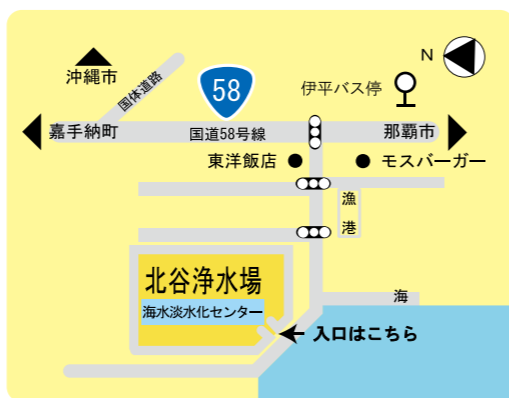 N
沖縄市
国体道路
58
伊平バス停
嘉手納町
国道58号線
那覇市
東洋飯店
モスバーガー
漁港
北谷浄水場
海水淡水化センター
海
入口はこちら